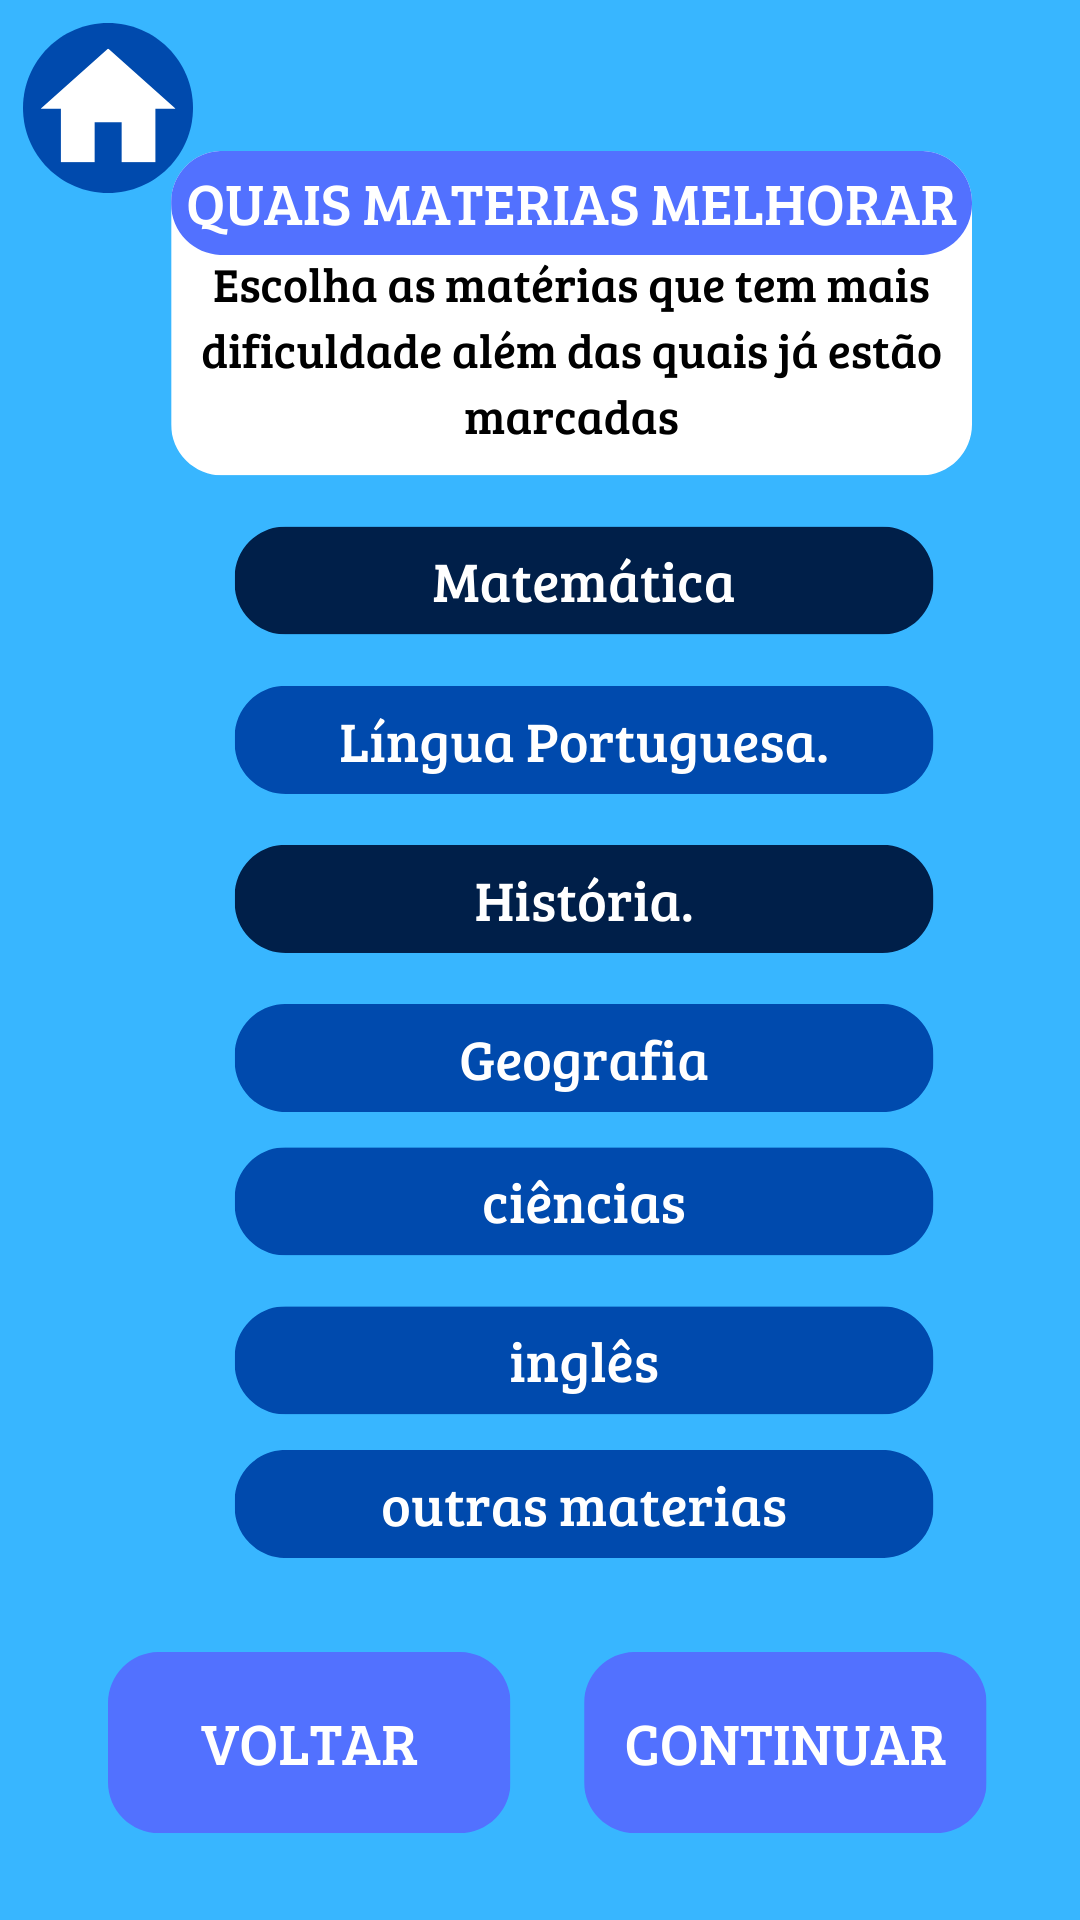 QUAIS MATERIAS MELHORAR
Escolha as matérias que tem mais
dificuldade além das quais já estão
marcadas
Matemática
Língua Portuguesa.
História.
Geografia
ciências
inglês
outras materias
VOLTAR
CONTINUAR